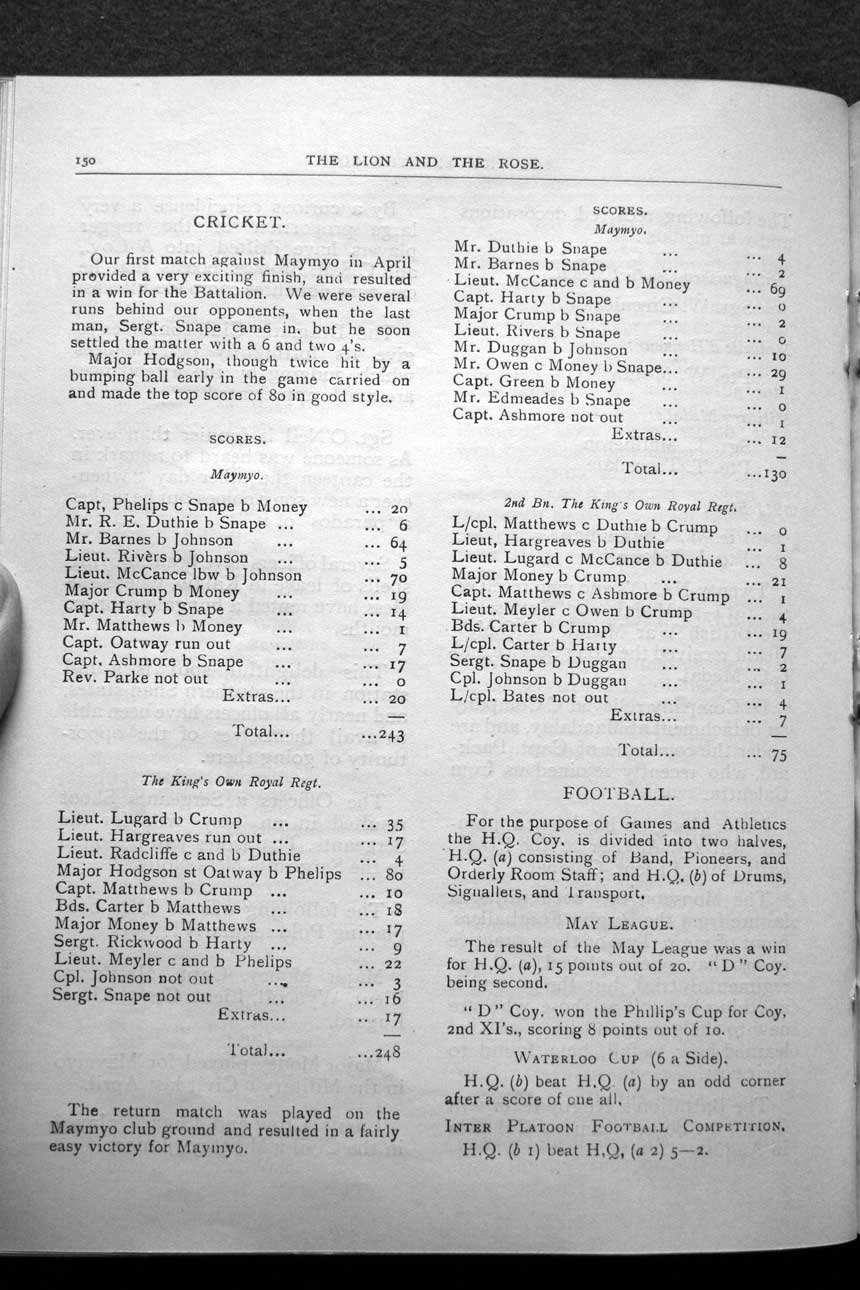 150
THE LION AND THE ROSE.
CRICKET.
Our first match against Maymyo in April
provided a very exciting finish, and resulted
in a win for the Battalion. We were several
runs behind our opponents, when the last
man, Sergt. Snape came in, but he soon
settled the matter with a 6 and two 4's.
Major Hodgson, though twice hit by a
bumping ball early in the game carried on
and made the top score of 80 in good style.
SCORES.
Maymyo.
Capt, Phelips c Snape b Money ... 20
Mr. R. E. Duthie b Snape ... ... 6
Mr. Barnes b Johnson ... ... 64
Lieut. Rivèrs b Johnson ... ... 5
Lieut. McCance lbw b Johnson ... 70
Major Crump b Money ... ... 19
Capt. Harty b Snape ... ... 14
Mr. Matthews b Money ... ... 1
Capt. Oatway run out ... ... 7
Capt. Ashmore b Snape ... ... 17
Rev. Parke not out ... ... 0
Extras... ... 20
Total... ...243
The King's Own Royal Regt.
Lieut. Lugard b Crump ... ... 35
Lieut. Hargreaves run out ... ... 17
Lieut. Radcliffe c and b Duthie ... 4
Major Hodgson st Oatway b Phelips ... 80
Capt. Matthews b Crump ... ... 10
Bds. Carter b Matthews ... ... 18
Major Money b Matthews ... ... 17
Sergt. Rickwood b Harty ... ... 9
Lieut. Meyler c and b Phelips ... 22
Cpl. Johnson not out ... ... 3
Sergt. Snape not out ... ... 16
Extras... .. 17
Total... ...248
The return match was played on the
Maymyo club ground and resulted in a fairly
easy victory for Maymyo.
SCORES.
Maymyo.
Mr. Duthie b Snape ... ... 4
Mr. Barnes b Snape ... ... 2
Lieut. McCance c and b Money ... 69
Capt. Harty b Snape ... ... 0
Major Crump b Snape ... ... 2
Lieut. Rivers b Snape ... ... 0
Mr. Duggan b Johnson ... ... 10
Mr. Owen c Money b Snape... ... 29
Capt. Green b Money ... ... 1
Mr. Edmeades b Snape ... ... 0
Capt. Ashmore not out ... ... 1
Extras... ... 12
Total... ...130
2nd Bn. The King's Own Royal Regt.
L/cpl. Matthews c Duthie b Crump ... 0
Lieut, Hargreaves b Duthie ... 1
Lieut. Lugard c McCance b Duthie ... 8
Major Money b Crump ... ... 21
Capt. Matthews c Ashmore b Crump ... 1
Lieut. Meyler c Owen b Crump ... 4
Bds. Carter b Crump ... ... 19
L/cpl. Carter b Harty ... ... 7
Sergt. Snape b Duggan ... ... 2
Cpl. Johnson b Duggan ... ... 1
L/cpl. Bates not out ... ... 4
Extras... ... 7
Total... ... 75
FOOTBALL.
For the purpose of Games and Athletics
the H.Q. Coy. is divided into two halves,
H.Q. (a) consisting of Band, Pioneers, and
Orderly Room Staff; and H.Q. (b) of Drums,
Signallers, and Transport.
MAY LEAGUE.
The result of the May League was a win
for H.Q. (a), 15 points out of 20. "D" Coy.
being second.
"D" Coy. won the Phillip's Cup for Coy,
2nd XI's., scoring 8 points out of 10.
WATERLOO CUP (6 a Side).
H.Q. (b) beat H.Q. (a) by an odd corner
after a score of one all.
INTER PLATOON FOOTBALL COMPETITION.
H.Q. (b 1) beat H.Q, (a 2) 5—2.